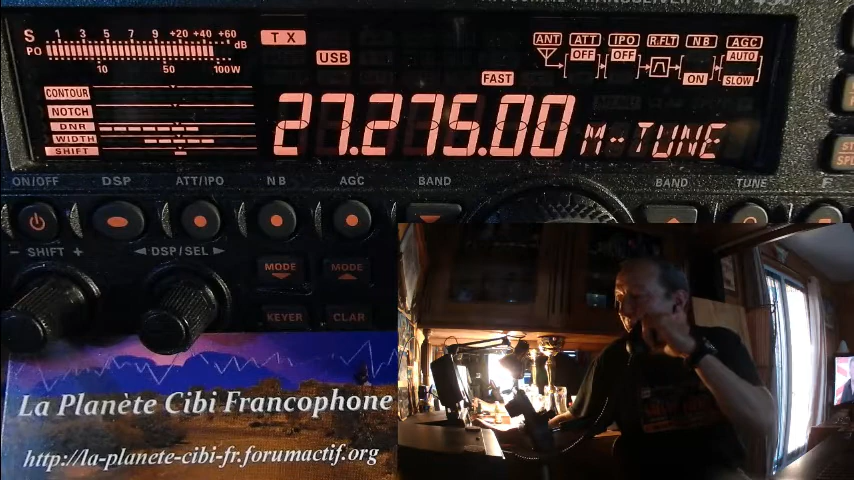 S 1 3 5 7 9 +20 +40 +60 dB
PO 10 50 100W
TX
USB
FAST
ANT ATT IPO R.FLT NB AGC
OFF OFF AUTO
ON SLOW
CONTOUR
NOTCH
DNR
WIDTH
SHIFT
27.275.00 M-TUNE
ON/OFF DSP ATT/IPO NB AGC BAND BAND TUNE
- SHIFT + ◄DSP/SEL►
MODE MODE
KEYER CLAR
La Planète Cibi Francophone
http://la-planete-cibi-fr.forumactif.org